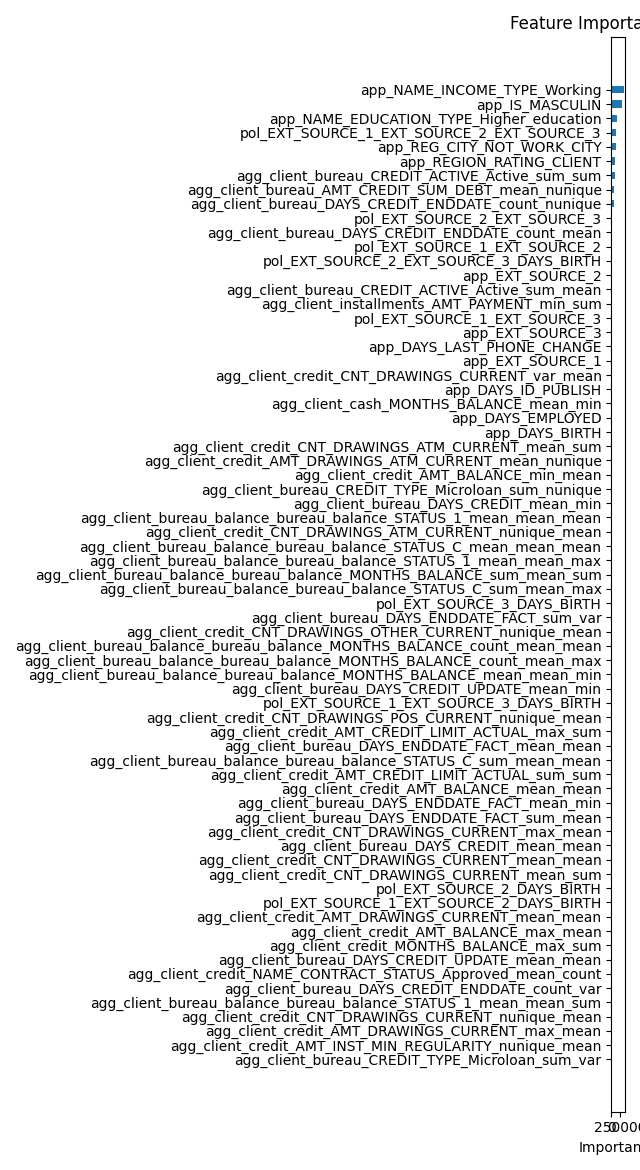 Feature Importa
app_NAME_INCOME_TYPE_Working
app_IS_MASCULIN
app_NAME_EDUCATION_TYPE_Higher_education
pol_EXT_SOURCE_1_EXT_SOURCE_2_EXT_SOURCE_3
app_REG_CITY_NOT_WORK_CITY
app_REGION_RATING_CLIENT
agg_client_bureau_CREDIT_ACTIVE_Active_sum_sum
agg_client_bureau_AMT_CREDIT_SUM_DEBT_mean_nunique
agg_client_bureau_DAYS_CREDIT_ENDDATE_count_nunique
pol_EXT_SOURCE_2_EXT_SOURCE_3
agg_client_bureau_DAYS_CREDIT_ENDDATE_count_mean
pol_EXT_SOURCE_1_EXT_SOURCE_2
pol_EXT_SOURCE_2_EXT_SOURCE_3_DAYS_BIRTH
app_EXT_SOURCE_2
agg_client_bureau_CREDIT_ACTIVE_Active_sum_mean
agg_client_installments_AMT_PAYMENT_min_sum
pol_EXT_SOURCE_1_EXT_SOURCE_3
app_EXT_SOURCE_3
app_DAYS_LAST_PHONE_CHANGE
app_EXT_SOURCE_1
agg_client_credit_CNT_DRAWINGS_CURRENT_var_mean
app_DAYS_ID_PUBLISH
agg_client_cash_MONTHS_BALANCE_mean_min
app_DAYS_EMPLOYED
app_DAYS_BIRTH
agg_client_credit_CNT_DRAWINGS_ATM_CURRENT_mean_sum
agg_client_credit_AMT_DRAWINGS_ATM_CURRENT_mean_nunique
agg_client_credit_AMT_BALANCE_min_mean
agg_client_bureau_CREDIT_TYPE_Microloan_sum_nunique
agg_client_bureau_DAYS_CREDIT_mean_min
agg_client_bureau_balance_bureau_balance_STATUS_1_mean_mean_mean
agg_client_credit_CNT_DRAWINGS_ATM_CURRENT_nunique_mean
agg_client_bureau_balance_bureau_balance_STATUS_C_mean_mean_mean
agg_client_bureau_balance_bureau_balance_STATUS_1_mean_mean_max
agg_client_bureau_balance_bureau_balance_MONTHS_BALANCE_sum_mean_sum
agg_client_bureau_balance_bureau_balance_STATUS_C_sum_mean_max
pol_EXT_SOURCE_3_DAYS_BIRTH
agg_client_bureau_DAYS_ENDDATE_FACT_sum_var
agg_client_credit_CNT_DRAWINGS_OTHER_CURRENT_nunique_mean
agg_client_bureau_balance_bureau_balance_MONTHS_BALANCE_count_mean_mean
agg_client_bureau_balance_bureau_balance_MONTHS_BALANCE_count_mean_max
agg_client_bureau_balance_bureau_balance_MONTHS_BALANCE_mean_mean_min
agg_client_bureau_DAYS_CREDIT_UPDATE_mean_min
pol_EXT_SOURCE_1_EXT_SOURCE_3_DAYS_BIRTH
agg_client_credit_CNT_DRAWINGS_POS_CURRENT_nunique_mean
agg_client_credit_AMT_CREDIT_LIMIT_ACTUAL_max_sum
agg_client_bureau_DAYS_ENDDATE_FACT_mean_mean
agg_client_bureau_balance_bureau_balance_STATUS_C_sum_mean_mean
agg_client_credit_AMT_CREDIT_LIMIT_ACTUAL_sum_sum
agg_client_credit_AMT_BALANCE_mean_mean
agg_client_bureau_DAYS_ENDDATE_FACT_mean_min
agg_client_bureau_DAYS_ENDDATE_FACT_sum_mean
agg_client_credit_CNT_DRAWINGS_CURRENT_max_mean
agg_client_bureau_DAYS_CREDIT_mean_mean
agg_client_credit_CNT_DRAWINGS_CURRENT_mean_mean
agg_client_credit_CNT_DRAWINGS_CURRENT_mean_sum
pol_EXT_SOURCE_2_DAYS_BIRTH
pol_EXT_SOURCE_1_EXT_SOURCE_2_DAYS_BIRTH
agg_client_credit_AMT_DRAWINGS_CURRENT_mean_mean
agg_client_credit_AMT_BALANCE_max_mean
agg_client_credit_MONTHS_BALANCE_max_sum
agg_client_bureau_DAYS_CREDIT_UPDATE_mean_mean
agg_client_credit_NAME_CONTRACT_STATUS_Approved_mean_count
agg_client_bureau_DAYS_CREDIT_ENDDATE_count_var
agg_client_bureau_balance_bureau_balance_STATUS_1_mean_mean_sum
agg_client_credit_CNT_DRAWINGS_CURRENT_nunique_mean
agg_client_credit_AMT_DRAWINGS_CURRENT_max_mean
agg_client_credit_AMT_INST_MIN_REGULARITY_nunique_mean
agg_client_bureau_CREDIT_TYPE_Microloan_sum_var
Importan